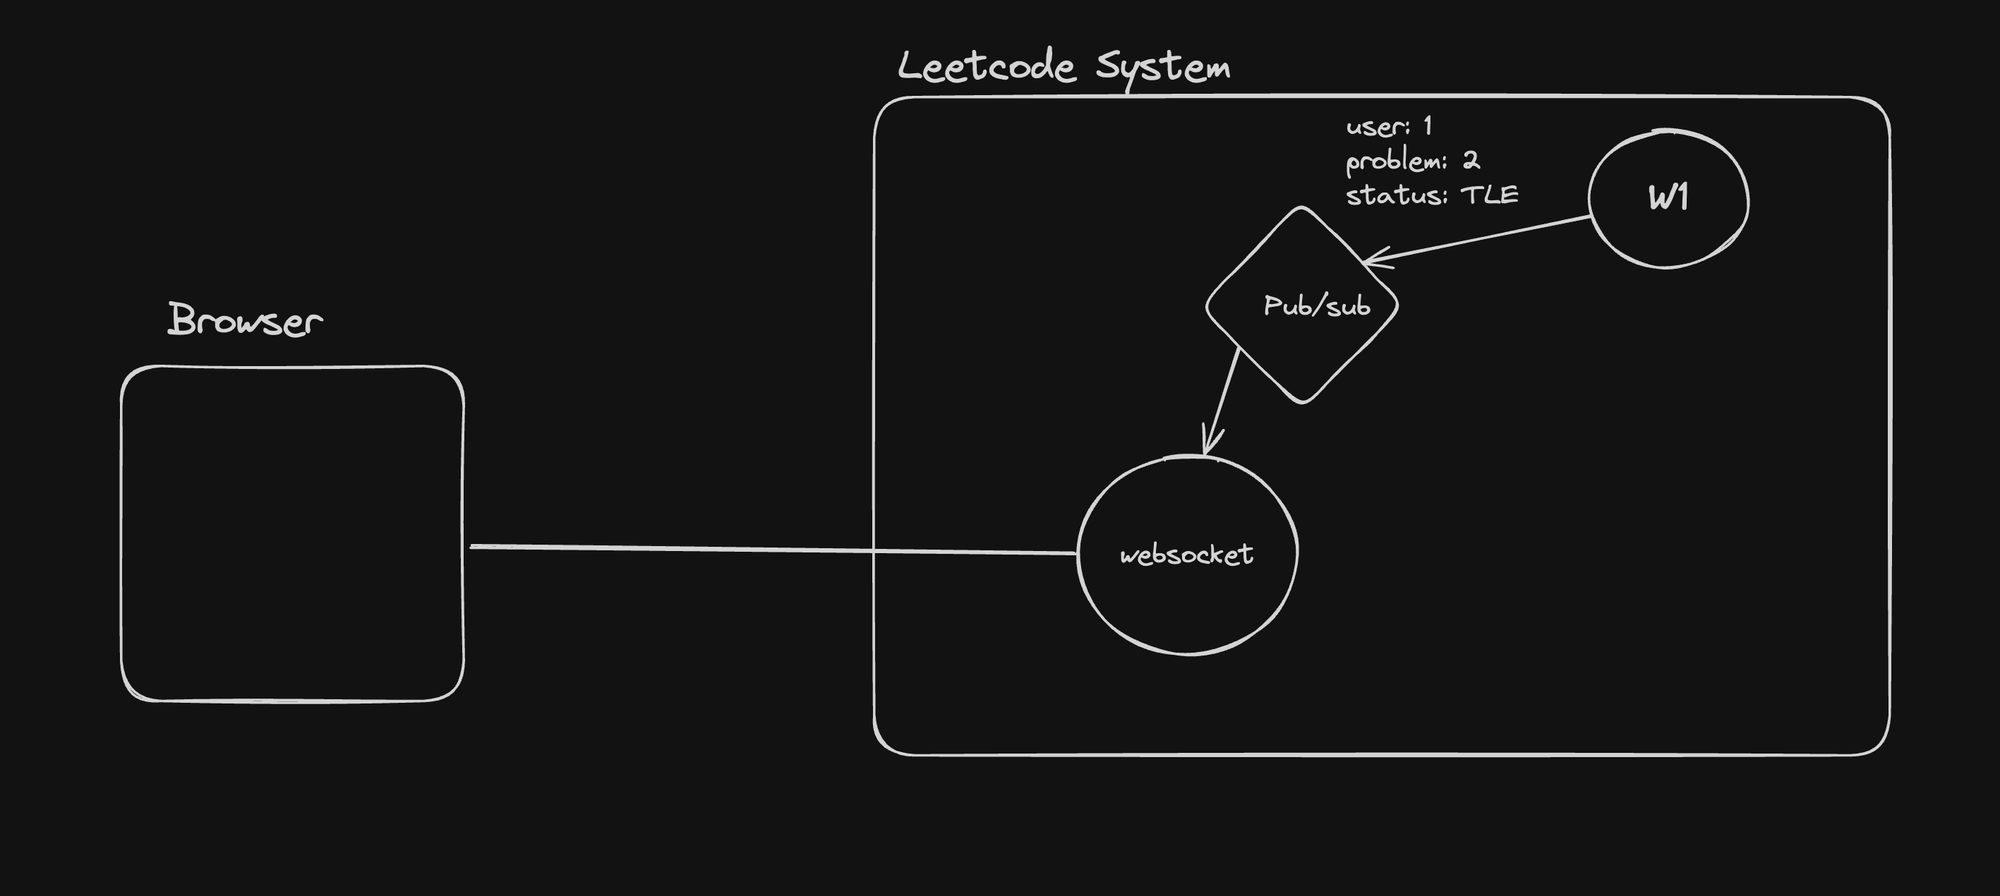 Leetcode System
user: 1
problem: 2
status: TLE
W1
Pub/sub
Browser
websocket